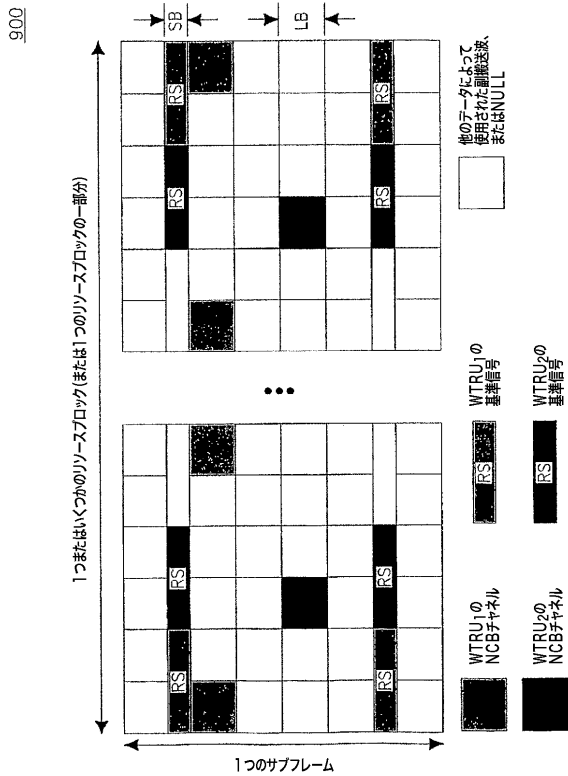 900
1つまたはいくつかのリソースブロック(または1つのリソースブロックの一部分)
SB
RS
RS
RS
RS
LB
RS
RS
RS
RS
•••
1つのサブフレーム
WTRU1の
NCBチャネル
RS
WTRU1の
基準信号
他のデータによって
使用された副搬送波、
またはNULL
WTRU2の
NCBチャネル
RS
WTRU2の
基準信号